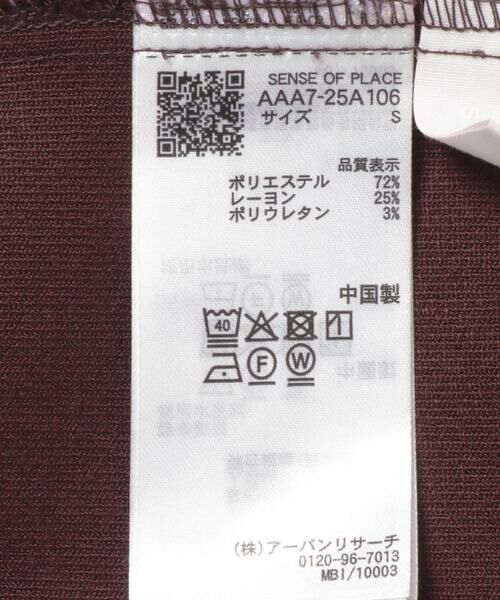 SENSE OF PLACE
AAA7-25A106
サイズ S
品質表示
ポリエステル 72%
レーヨン 25%
ポリウレタン 3%
中国製
40
F W
(株)アーバンリサーチ
0120-96-7013
MBI/10003